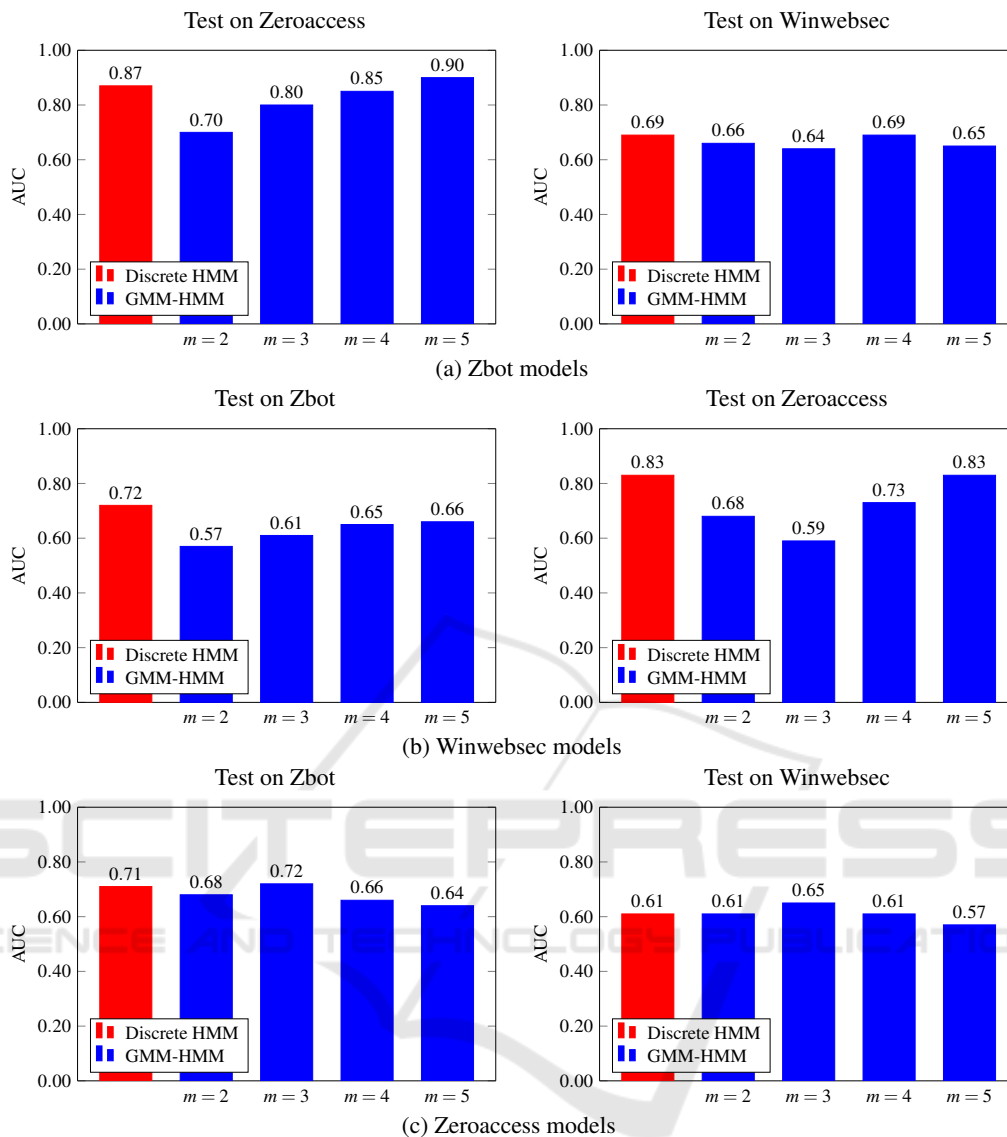 Test on Zeroaccess
1.00
0.80
0.60
0.40
0.20
0.00
AUC
0.87
0.70
0.80
0.85
0.90
Discrete HMM
GMM-HMM
m = 2
m = 3
m = 4
m = 5
Test on Winwebsec
1.00
0.80
0.60
0.40
0.20
0.00
AUC
0.69
0.66
0.64
0.69
0.65
Discrete HMM
GMM-HMM
m = 2
m = 3
m = 4
m = 5
(a) Zbot models
Test on Zbot
1.00
0.80
0.60
0.40
0.20
0.00
AUC
0.72
0.57
0.61
0.65
0.66
Discrete HMM
GMM-HMM
m = 2
m = 3
m = 4
m = 5
Test on Zeroaccess
1.00
0.80
0.60
0.40
0.20
0.00
AUC
0.83
0.68
0.59
0.73
0.83
Discrete HMM
GMM-HMM
m = 2
m = 3
m = 4
m = 5
(b) Winwebsec models
Test on Zbot
1.00
0.80
0.60
0.40
0.20
0.00
AUC
0.71
0.68
0.72
0.66
0.64
Discrete HMM
GMM-HMM
m = 2
m = 3
m = 4
m = 5
Test on Winwebsec
1.00
0.80
0.60
0.40
0.20
0.00
AUC
0.61
0.61
0.65
0.61
0.57
Discrete HMM
GMM-HMM
m = 2
m = 3
m = 4
m = 5
(c) Zeroaccess models
SCITEPRESS
AND TECHNOLOGY